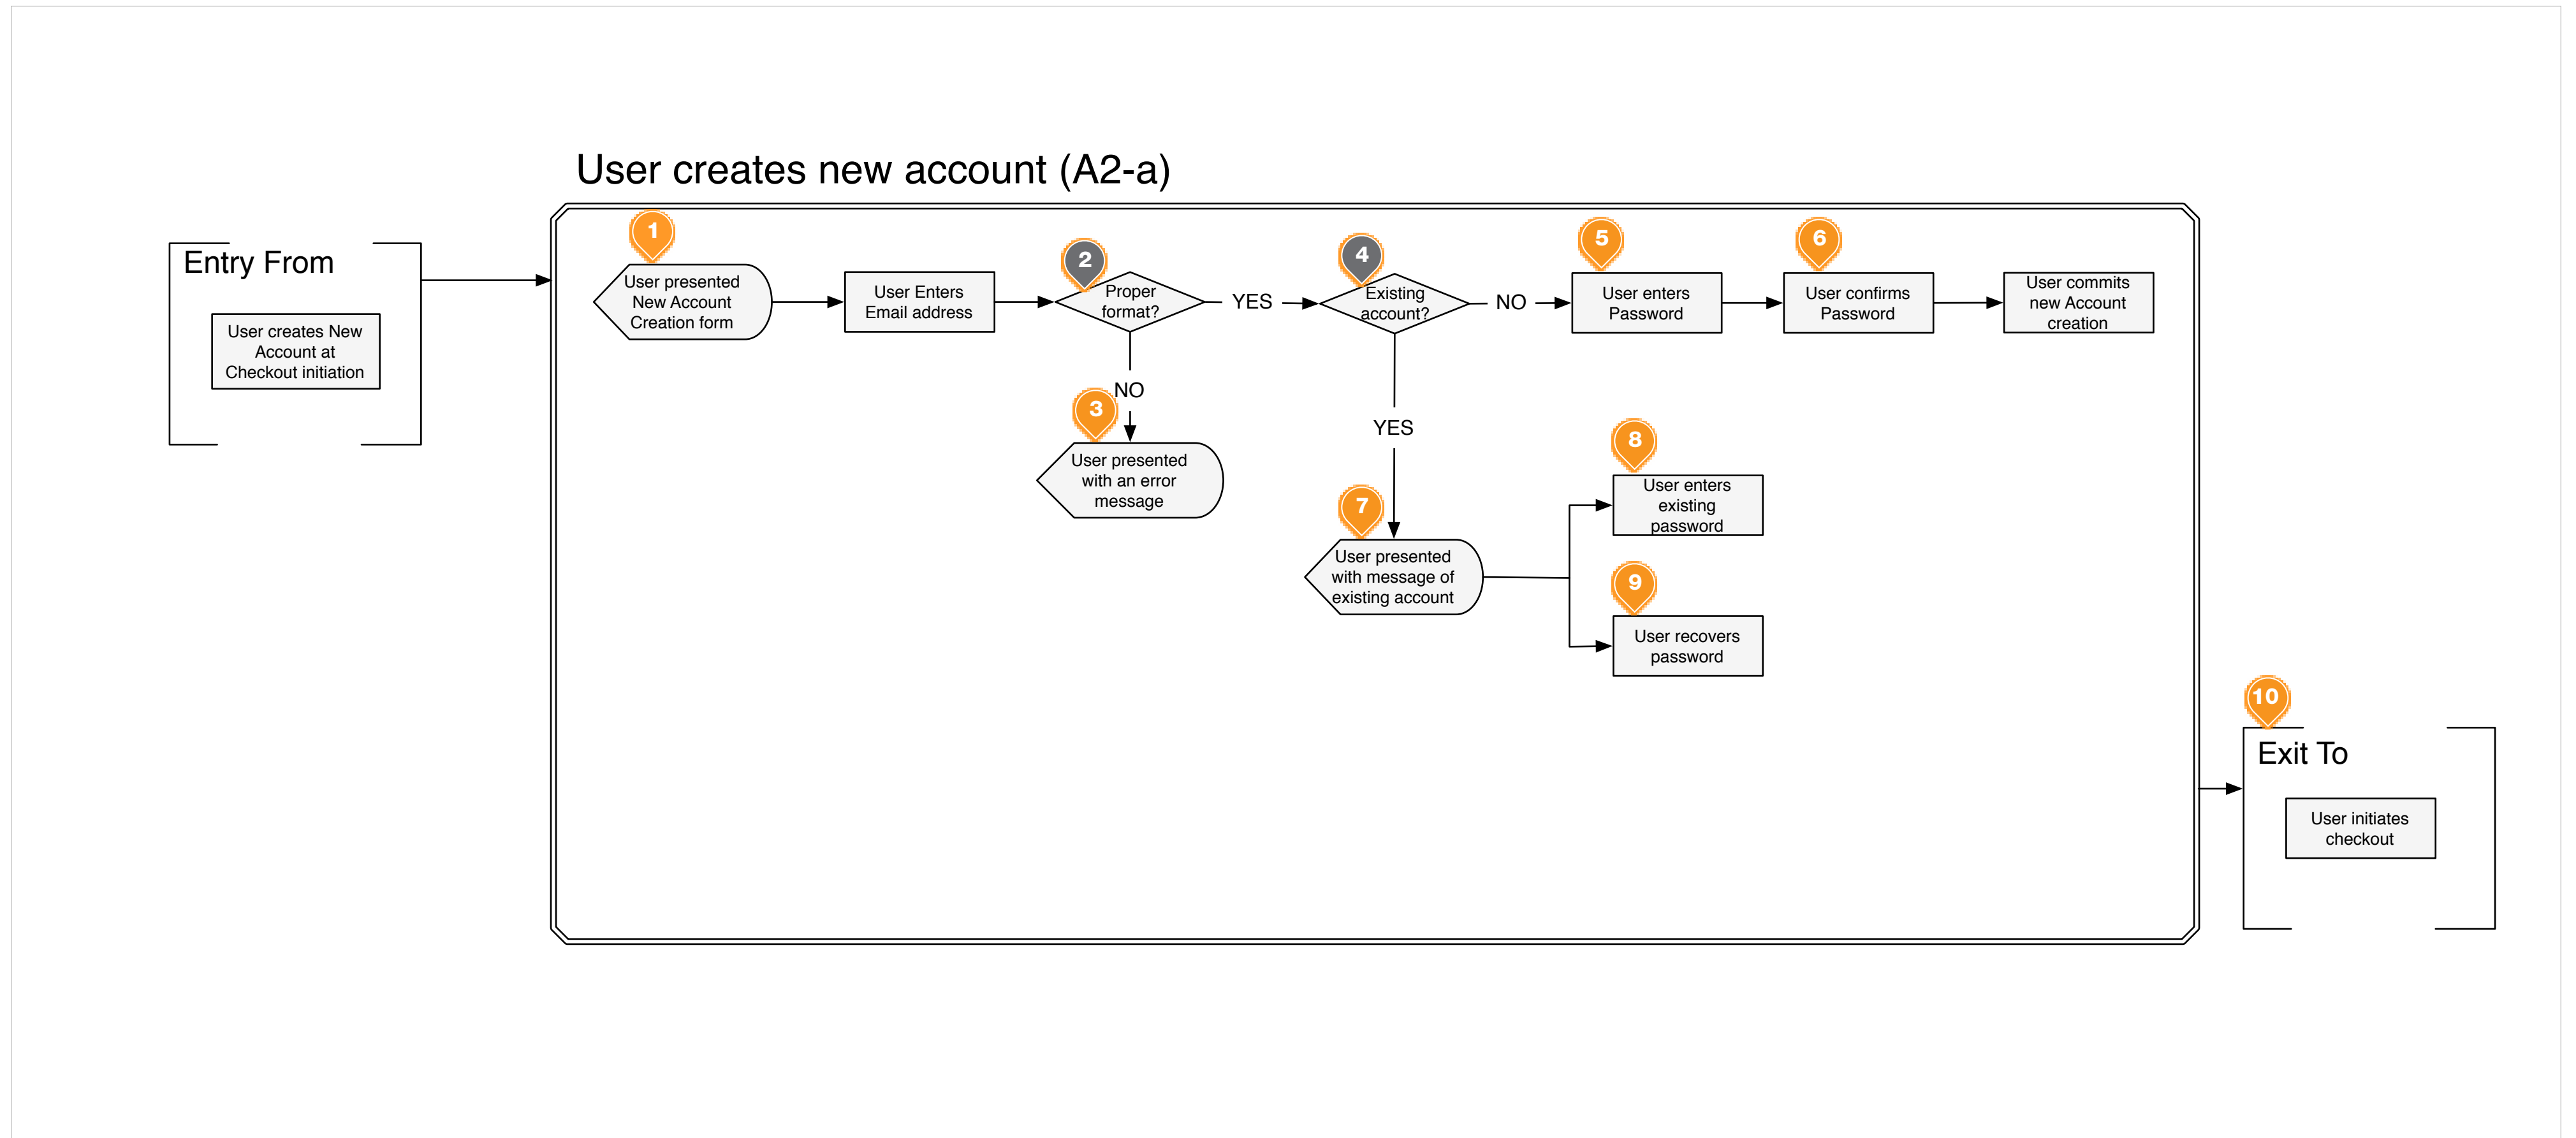 User creates new account (A2-a)
Entry From
User creates New
Account at
Checkout initiation
1
User presented
New Account
Creation form
User Enters
Email address
2
Proper
format?
YES
4
Existing
account?
NO
5
User enters
Password
6
User confirms
Password
User commits
new Account
creation
NO
3
User presented
with an error
message
YES
7
User presented
with message of
existing account
8
User enters
existing
password
9
User recovers
password
10
Exit To
User initiates
checkout